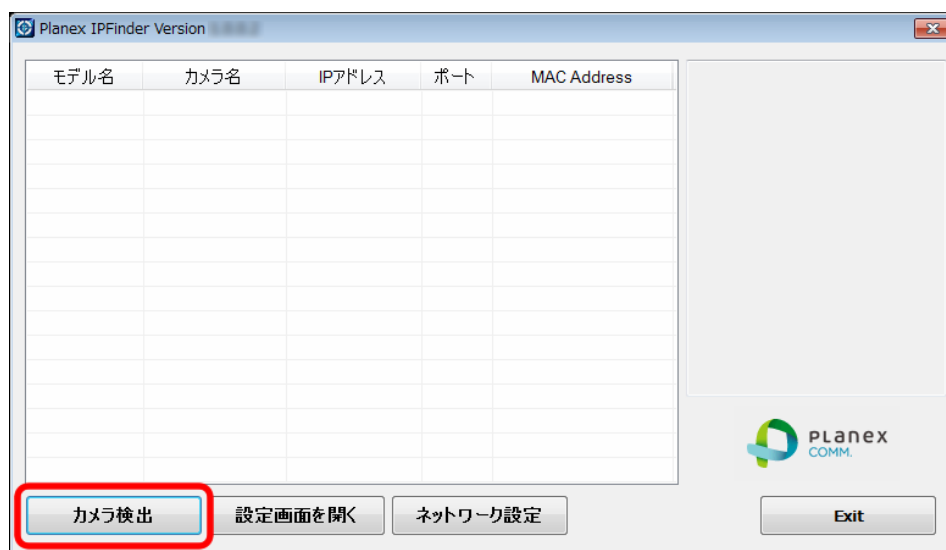 Planex IPFinder Version
モデル名 カメラ名 IPアドレス ポート MAC Address
PLanex
COMM.
カメラ検出 設定画面を開く ネットワーク設定 Exit